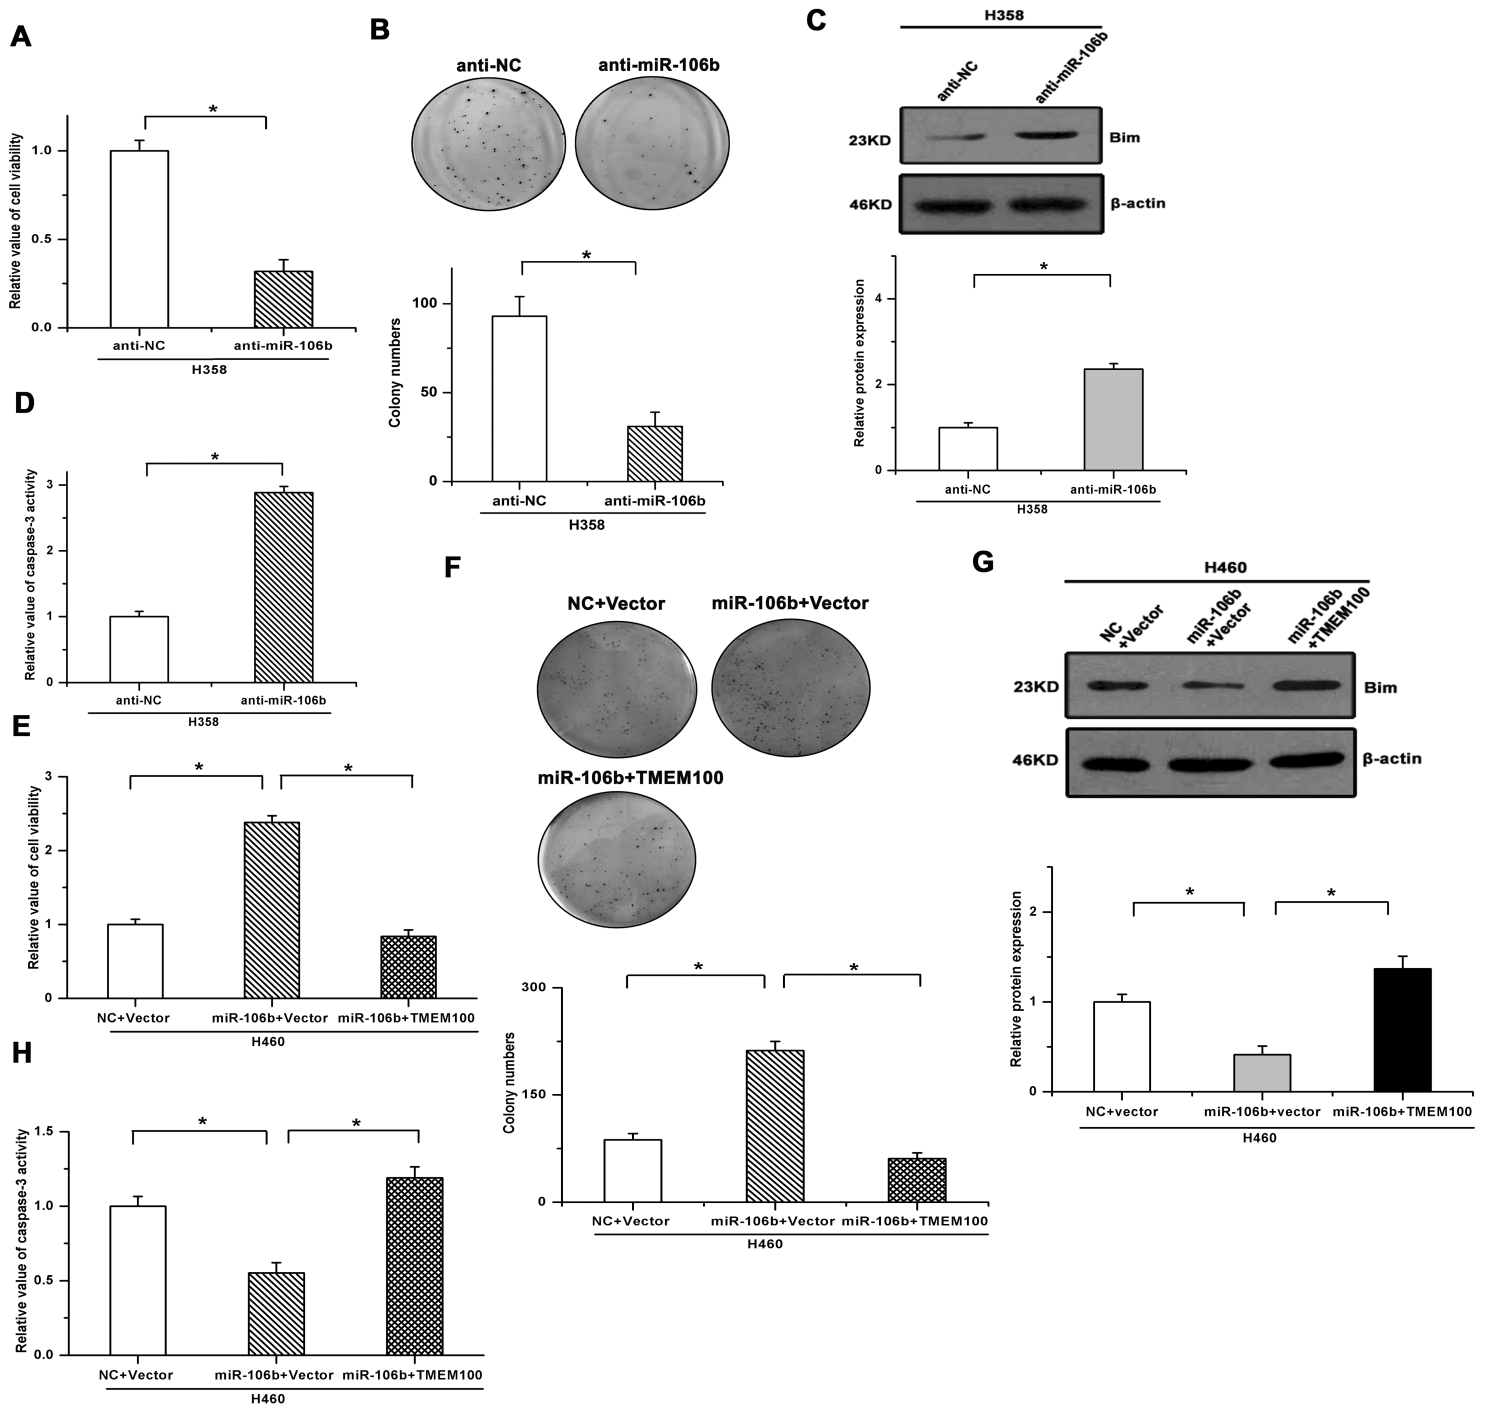 A
Relative value of cell viability
1.0
0.5
0.0
*
anti-NC
anti-miR-106b
H358
B
anti-NC
anti-miR-106b
Colony numbers
100
50
0
*
anti-NC
anti-miR-106b
H358
C
H358
anti-NC
anti-miR-106b
23KD
Bim
46KD
β-actin
Relative protein expression
4
2
0
*
anti-NC
anti-miR-106b
H358
D
Relative value of caspase-3 activity
3
2
1
0
*
anti-NC
anti-miR-106b
H358
E
Relative value of cell viability
3
2
1
0
*
*
NC+Vector
miR-106b+Vector
miR-106b+TMEM100
H460
F
NC+Vector
miR-106b+Vector
miR-106b+TMEM100
Colony numbers
300
150
0
*
*
NC+Vector
miR-106b+Vector
miR-106b+TMEM100
H460
G
H460
NC
+Vector
miR-106b
+Vector
miR-106b
+TMEM100
23KD
Bim
46KD
β-actin
Relative protein expression
2
1
0
*
*
NC+vector
miR-106b+vector
miR-106b+TMEM100
H460
H
Relative value of caspase-3 activity
1.5
1.0
0.5
0.0
*
*
NC+Vector
miR-106b+Vector
miR-106b+TMEM100
H460